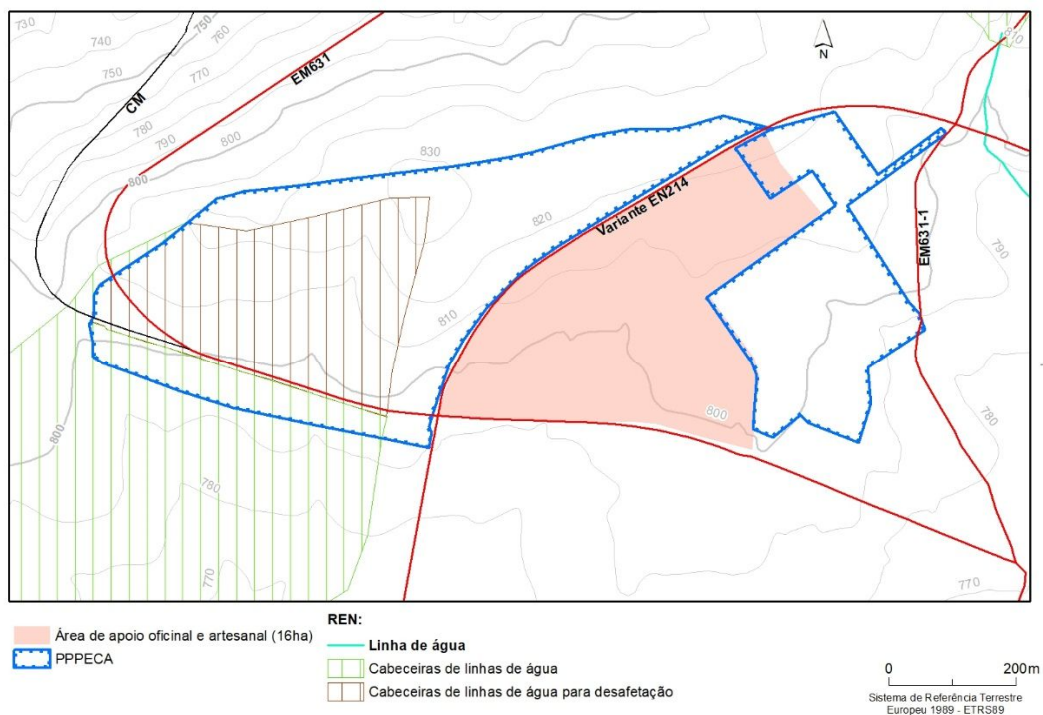 730
740
750
750
760
770
780
790
800
800
CM
EM631
N
810
830
820
810
Variante EN214
EM631-1
790
780
770
800
800
780
770
Área de apoio oficinal e artesanal (16ha)
PPPECA
REN:
Linha de água
Cabeceiras de linhas de água
Cabeceiras de linhas de água para desafetação
0 200m
Sistema de Referência Terrestre
Europeu 1989 - ETRS89